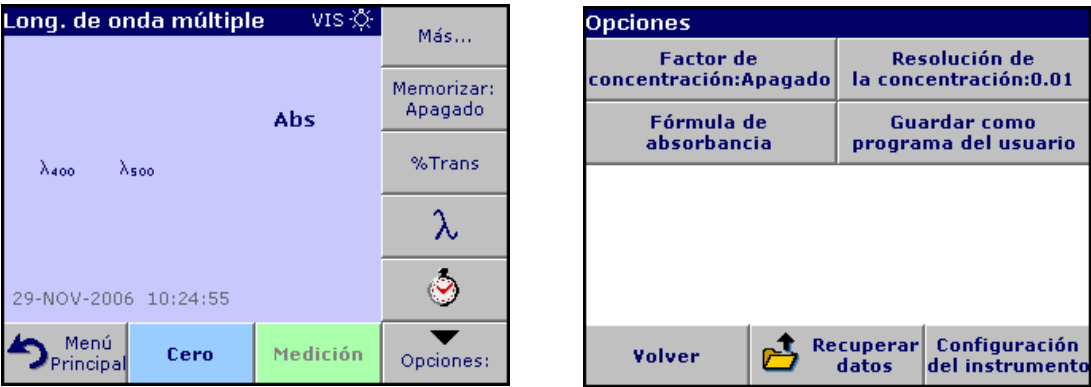 Long. de onda múltiple VIS
Más...
Memorizar:
Apagado
Abs
%Trans
λ400 λ500
λ
29-NOV-2006 10:24:55
Menú
Principal
Cero
Medición
Opciones:
Opciones
Factor de
concentración:Apagado
Resolución de
la concentración:0.01
Fórmula de
absorbancia
Guardar como
programa del usuario
Volver
Recuperar
datos
Configuración
del instrumento